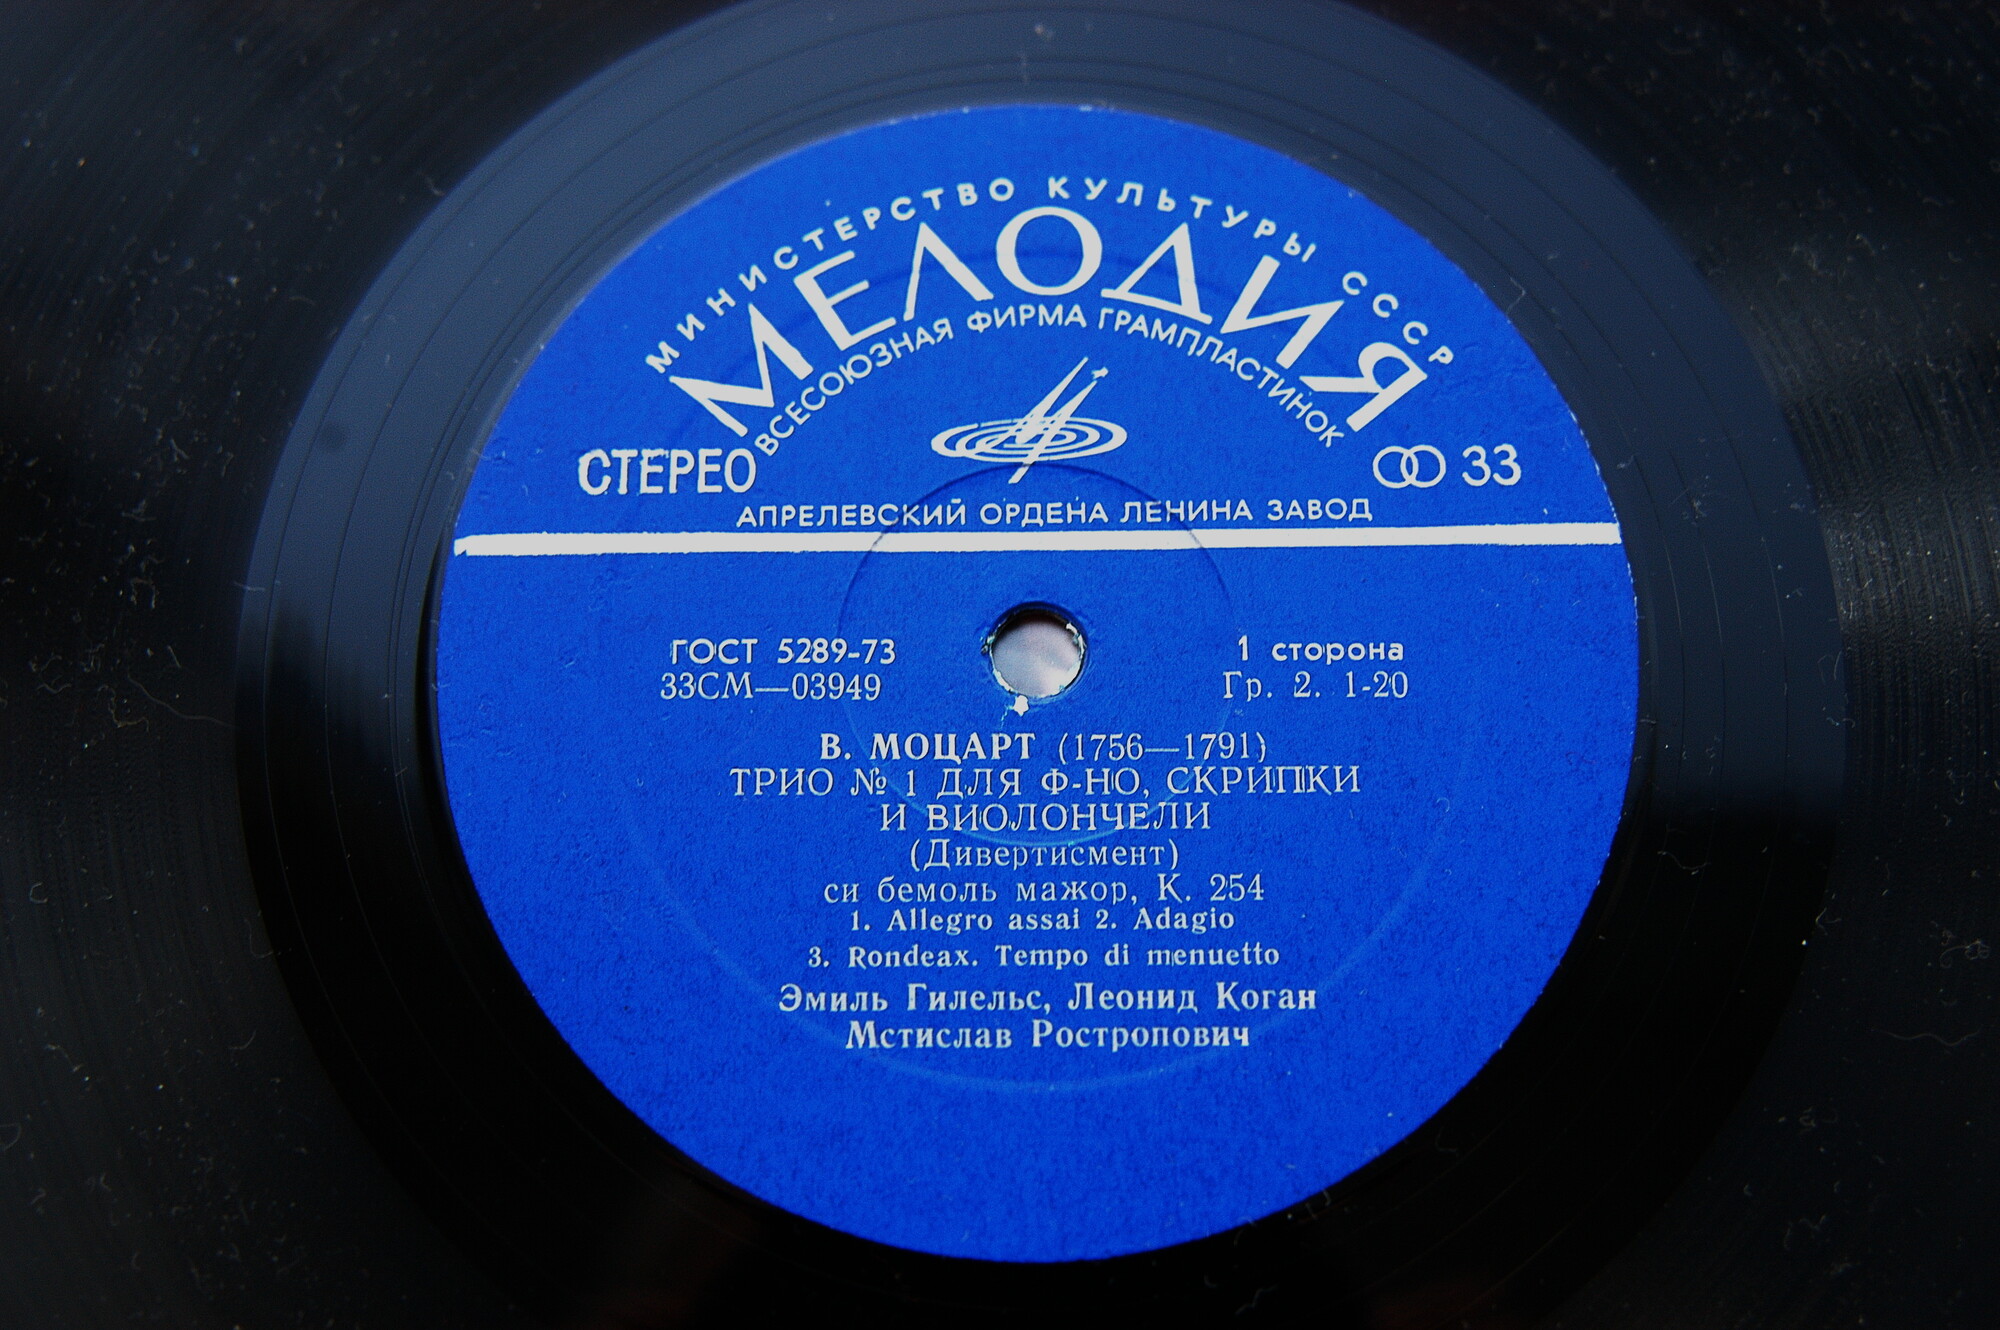 МИНИСТЕРСТВО КУЛЬТУРЫ СССР
МЕЛОДИЯ
ВСЕСОЮЗНАЯ ФИРМА ГРАМПЛАСТИНОК
СТЕРЕО
33
АПРЕЛЕВСКИЙ ОРДЕНА ЛЕНИНА ЗАВОД
ГОСТ 5289-73
1 сторона
33СМ—03949
Гр. 2. 1-20
В. МОЦАРТ (1756—1791)
ТРИО № 1 ДЛЯ Ф-НО, СКРИПКИ
И ВИОЛОНЧЕЛИ
(Дивертисмент)
си бемоль мажор, К. 254
1. Allegro assai 2. Adagio
3. Rondeax. Tempo di menuetto
Эмиль Гилельс, Леонид Коган
Мстислав Ростропович